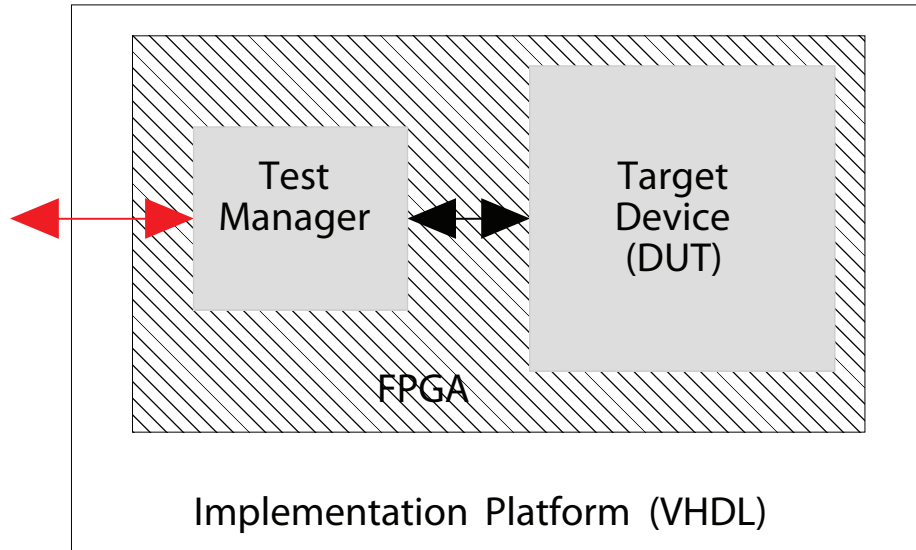 Test
Manager
Target
Device
(DUT)
FPGA
Implementation Platform (VHDL)